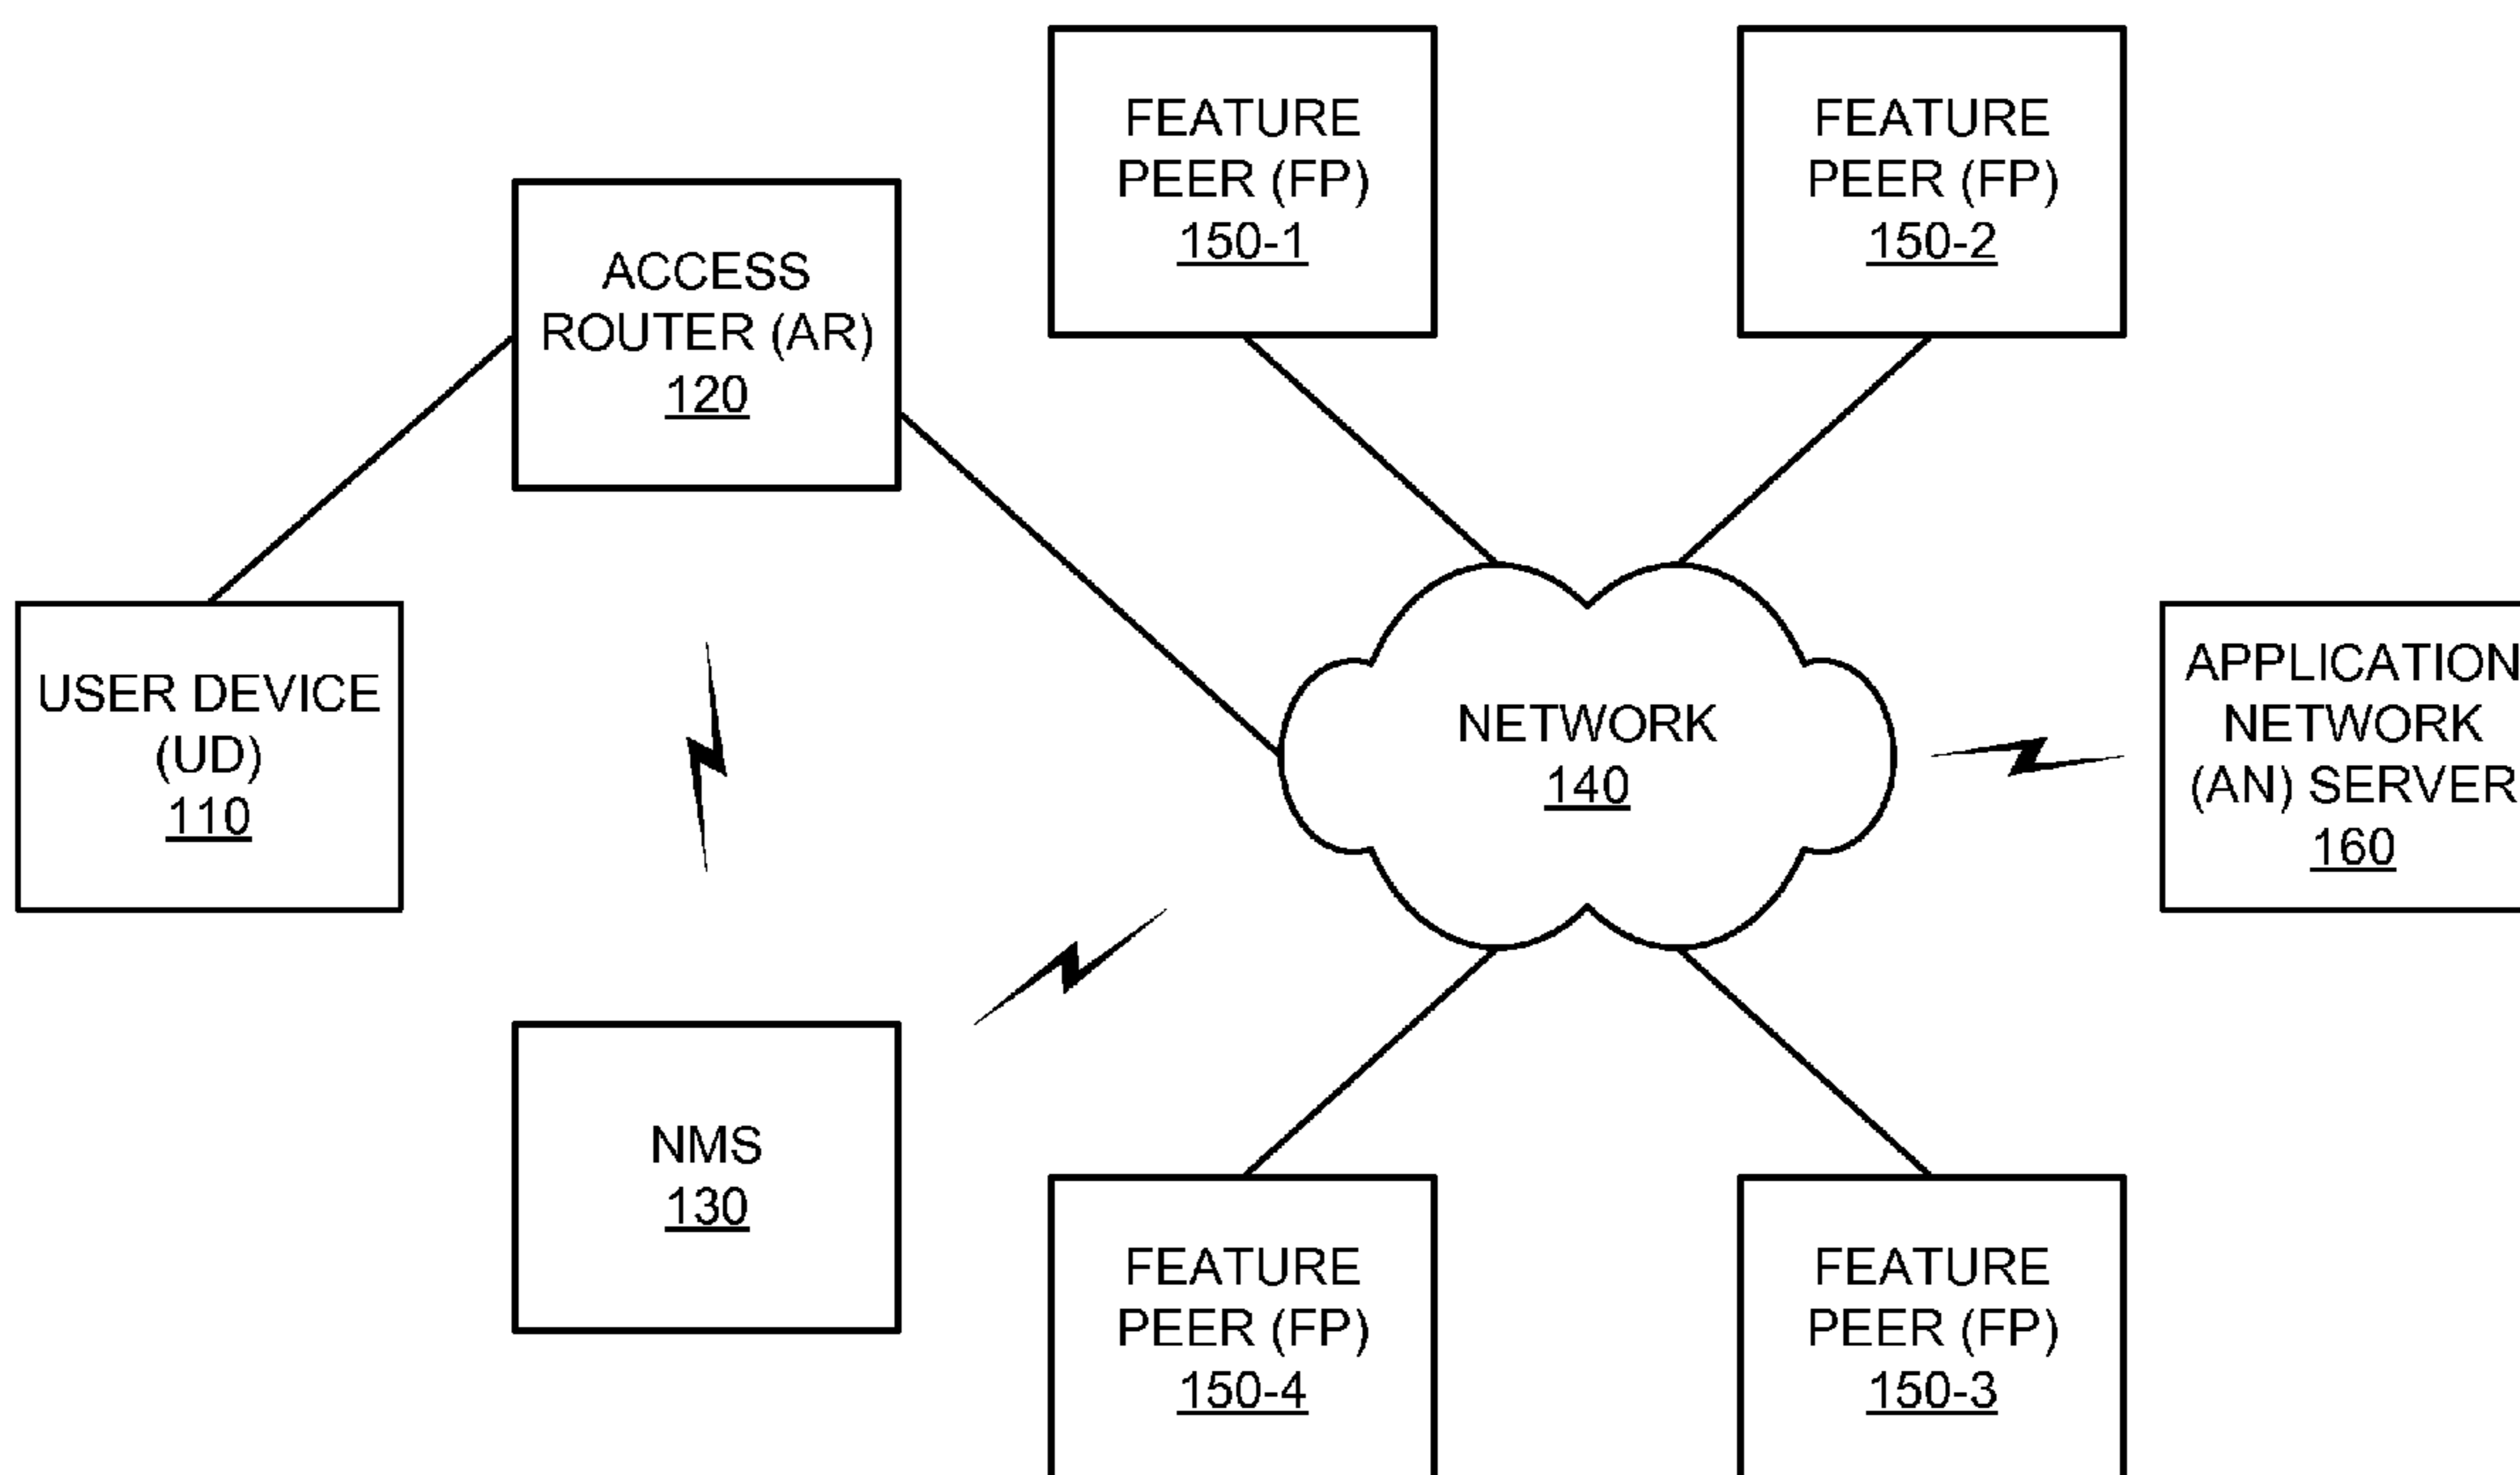 FEATURE
PEER (FP)
150-1
FEATURE
PEER (FP)
150-2
ACCESS
ROUTER (AR)
120
USER DEVICE
(UD)
110
NETWORK
140
APPLICATION
NETWORK
(AN) SERVER
160
NMS
130
FEATURE
PEER (FP)
150-4
FEATURE
PEER (FP)
150-3